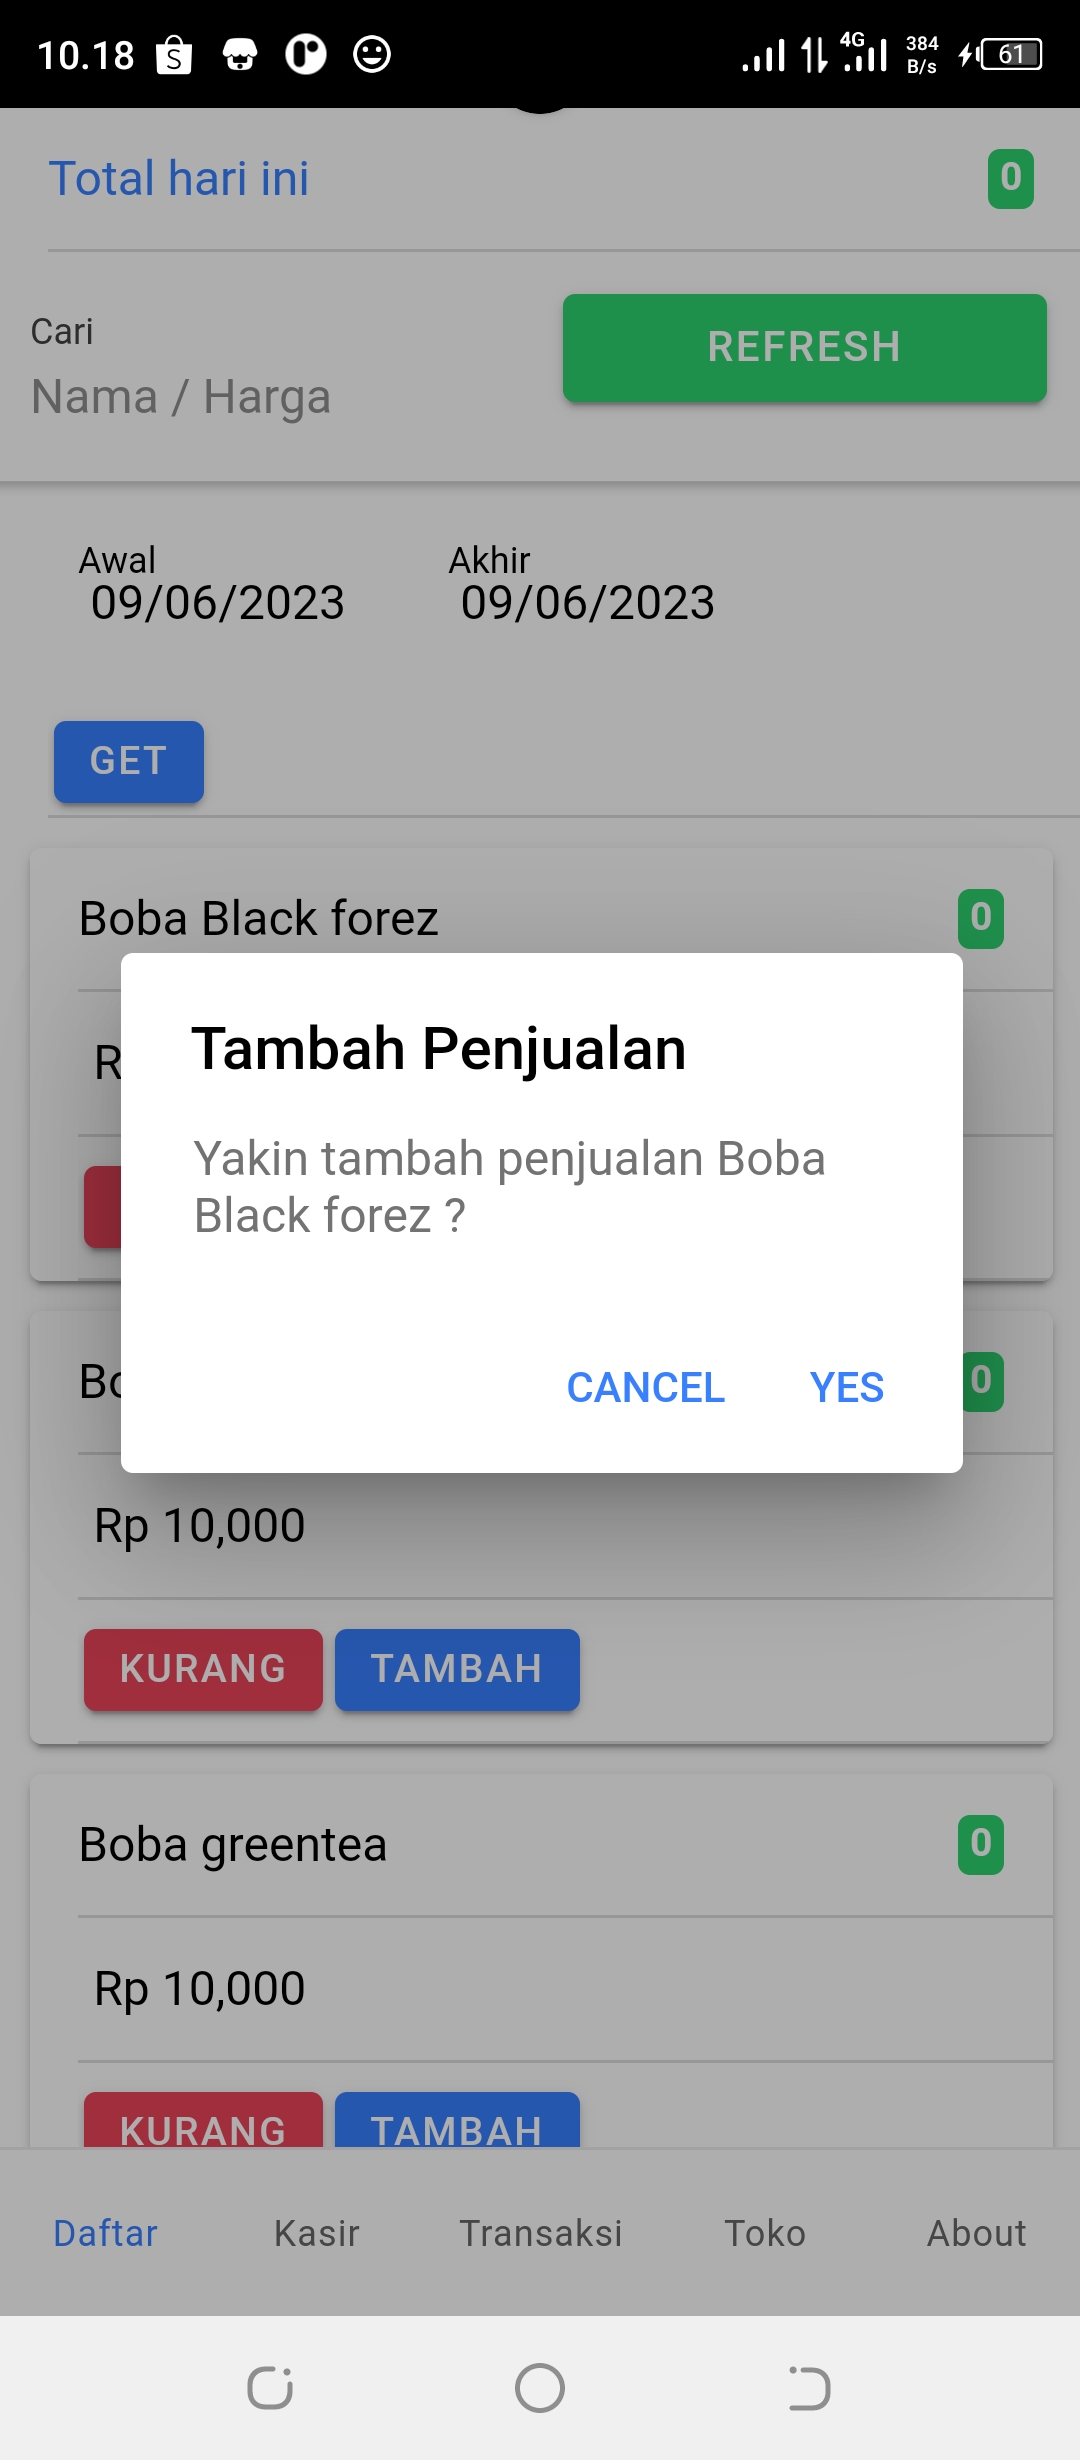 10.18 4G 384 B/s 61
Total hari ini 0
Cari
Nama / Harga
REFRESH
Awal Akhir
09/06/2023 09/06/2023
GET
Boba Black forez 0
Tambah Penjualan
Yakin tambah penjualan Boba
Black forez ?
CANCEL YES
0
Rp 10,000
KURANG TAMBAH
Boba greentea 0
Rp 10,000
KURANG TAMBAH
Daftar Kasir Transaksi Toko About